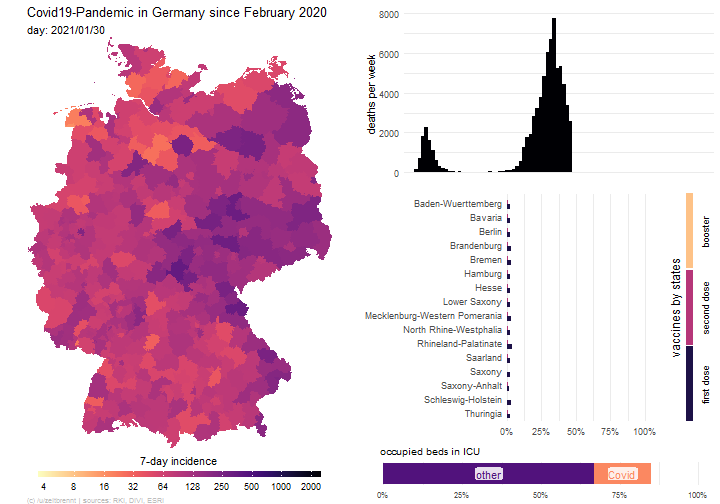 Covid19-Pandemic in Germany since February 2020
day: 2021/01/30
7-day incidence
4 8 16 32 64 128 250 500 1000 2000
(c) /u/zeitbrennt | sources: RKI, DIVI, ESRI
deaths per week
8000
6000
4000
2000
0
Baden-Wuerttemberg
Bavaria
Berlin
Brandenburg
Bremen
Hamburg
Hesse
Lower Saxony
Mecklenburg-Western Pomerania
North Rhine-Westphalia
Rhineland-Palatinate
Saarland
Saxony
Saxony-Anhalt
Schleswig-Holstein
Thuringia
0% 25% 50% 75% 100%
vaccines by states
booster
second dose
first dose
occupied beds in ICU
other Covid
0% 25% 50% 75% 100%